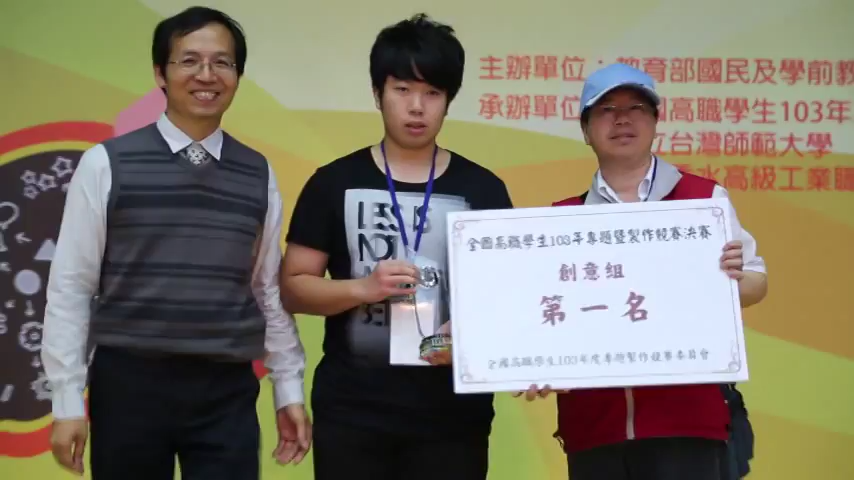 主辦單位：教育部國民及學前教
承辦單位
國高職學生103年
立台灣師範大學
水高級工業職
LESS IS
NOT
全國高職學生103年專題暨製作競賽決賽
創意組
第一名
全國高職學生103年度專題製作競賽委員會